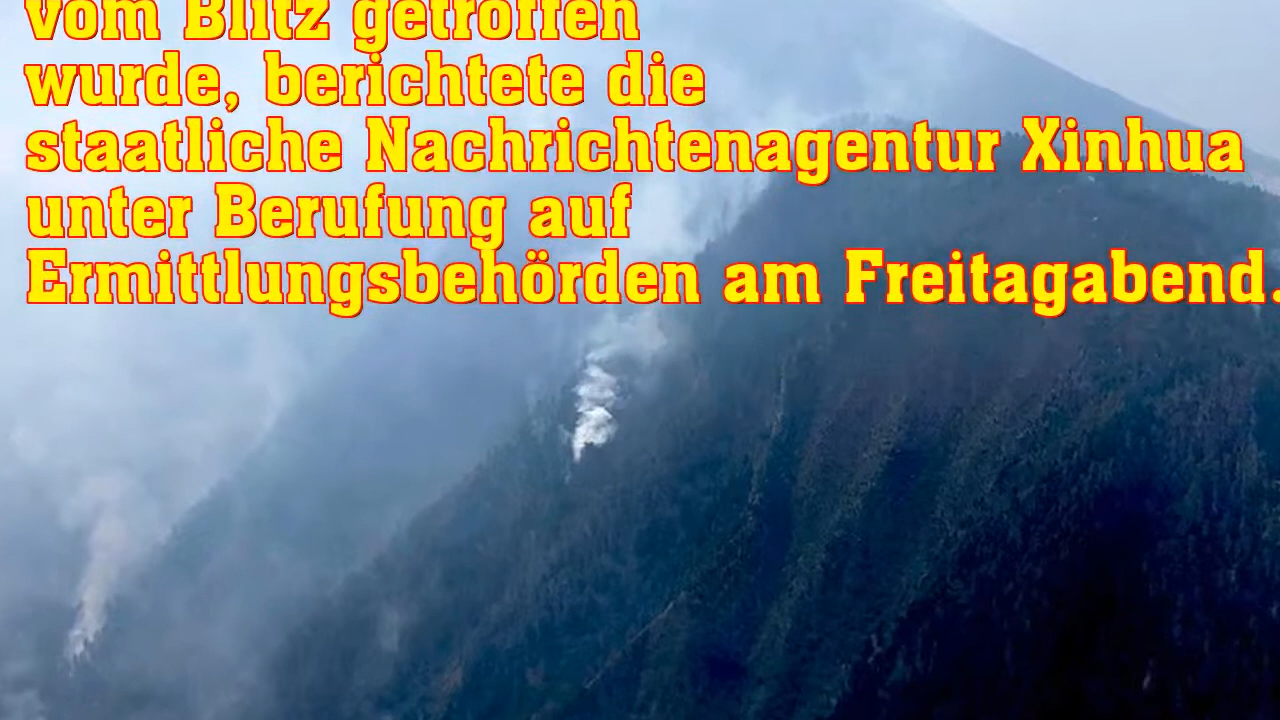 vom Blitz getroffen
wurde, berichtete die
staatliche Nachrichtenagentur Xinhua
unter Berufung auf
Ermittlungsbehörden am Freitagabend.